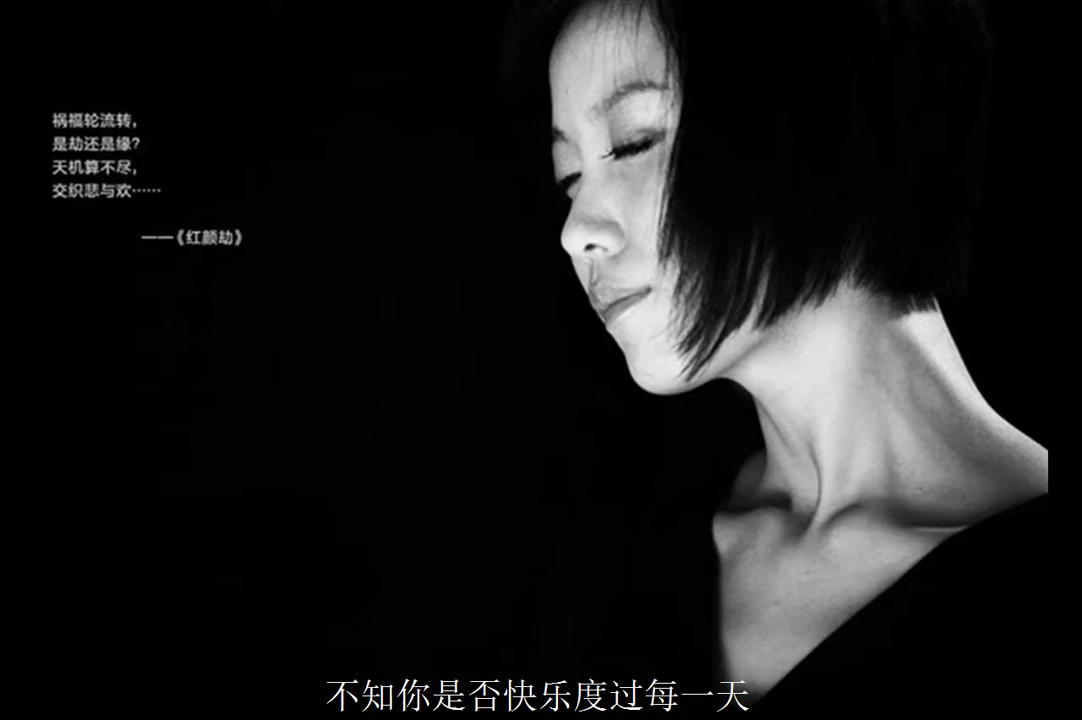 祸福轮流转，
是劫还是缘？
天机算不尽，
交织悲与欢……
——《红颜劫》
不知你是否快乐度过每一天